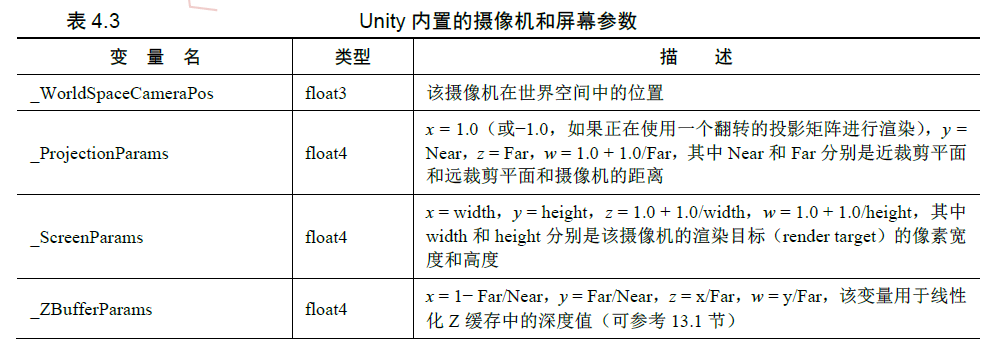 表 4.3 Unity 内置的摄像机和屏幕参数
变 量 名 类型 描 述
_WorldSpaceCameraPos float3 该摄像机在世界空间中的位置
x = 1.0（或−1.0，如果正在使用一个翻转的投影矩阵进行渲染），y =
_ProjectionParams float4 Near，z = Far，w = 1.0 + 1.0/Far，其中 Near 和 Far 分别是近裁剪平面
和远裁剪平面和摄像机的距离
x = width，y = height，z = 1.0 + 1.0/width，w = 1.0 + 1.0/height，其中
_ScreenParams float4 width 和 height 分别是该摄像机的渲染目标（render target）的像素宽
度和高度
_ZBufferParams float4 x = 1− Far/Near，y = Far/Near，z = x/Far，w = y/Far，该变量用于线性
化 Z 缓存中的深度值（可参考 13.1 节）